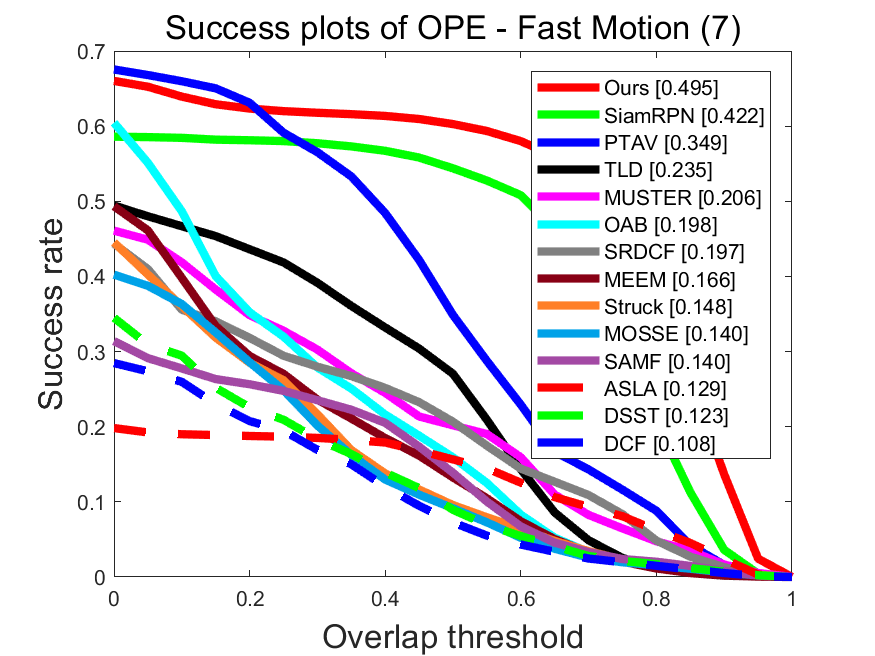 Success plots of OPE - Fast Motion (7)
0.7
0.6
0.5
0.4
0.3
0.2
0.1
0
Success rate
Ours [0.495]
SiamRPN [0.422]
PTAV [0.349]
TLD [0.235]
MUSTER [0.206]
OAB [0.198]
SRDCF [0.197]
MEEM [0.166]
Struck [0.148]
MOSSE [0.140]
SAMF [0.140]
ASLA [0.129]
DSST [0.123]
DCF [0.108]
0 0.2 0.4 0.6 0.8 1
Overlap threshold